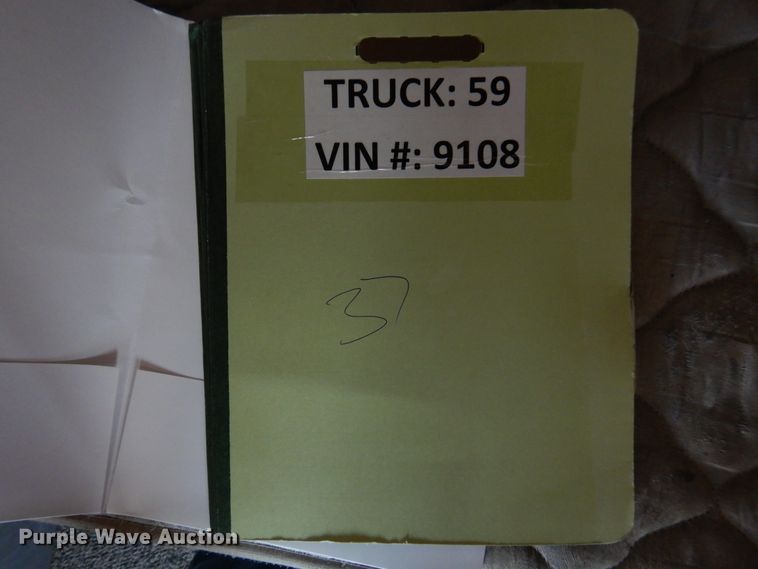 TRUCK: 59
VIN #: 9108
37
Purple Wave Auction